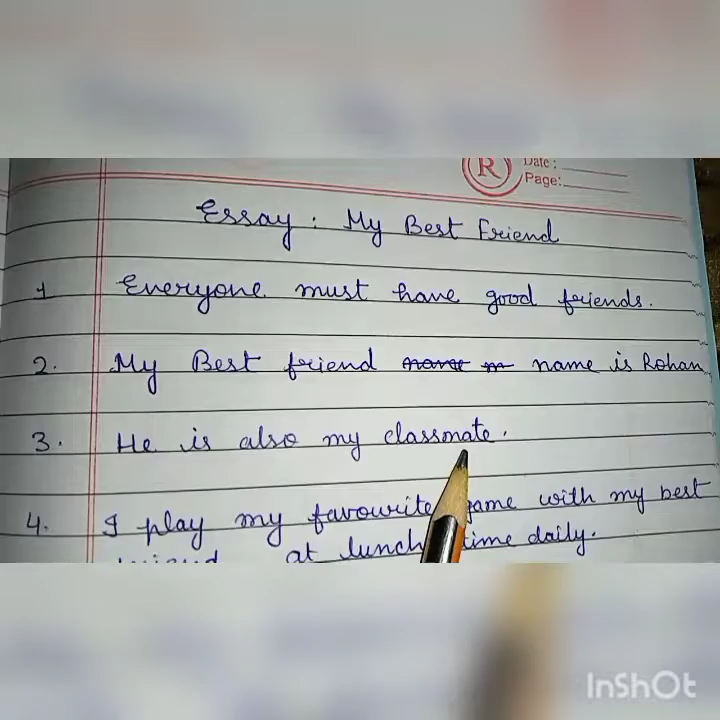 R
Date :
Page:
Essay : My Best Friend
1 Everyone must have good friends.
2. My Best friend name is Rohan
3. He is also my classmate.
4. I play my favourite game with my best
friend at lunch time daily.
InShOt